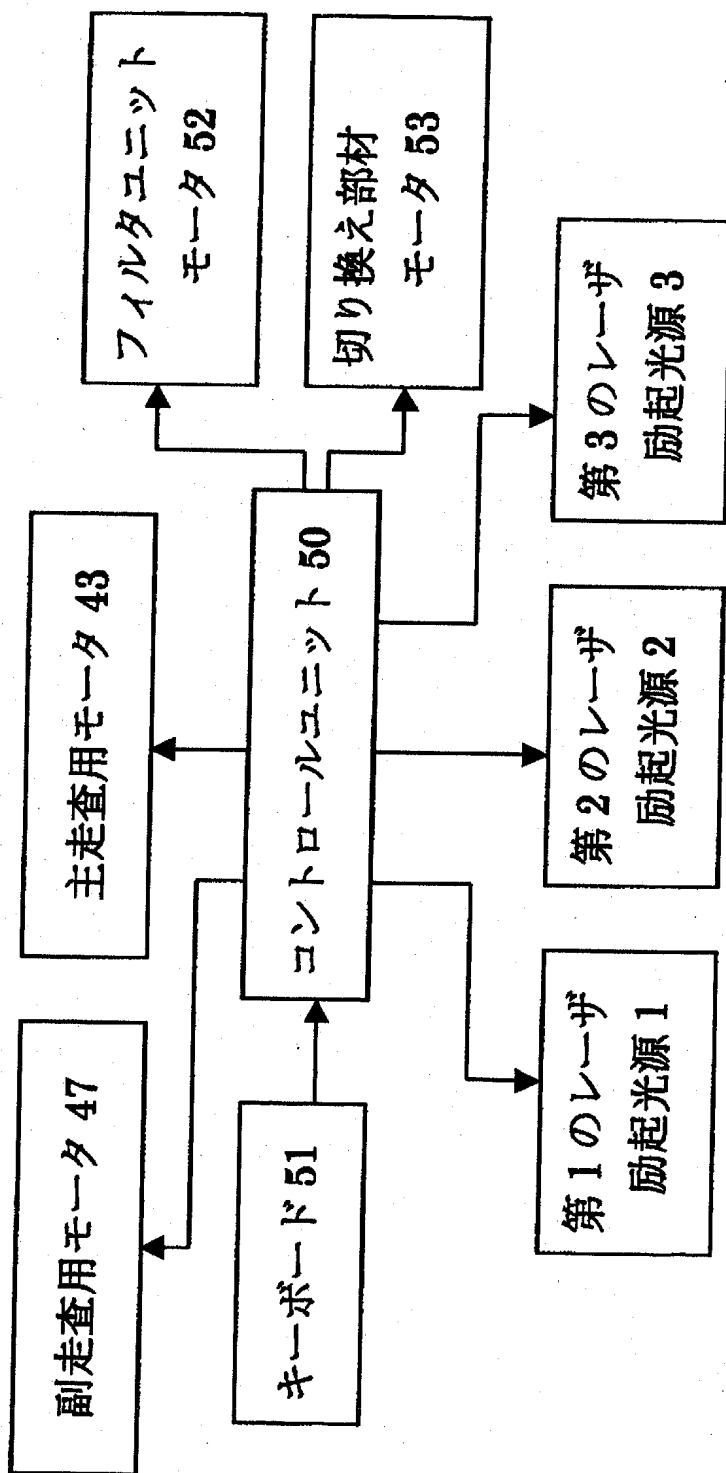 副走査用モータ 47
主走査用モータ 43
フィルタユニット
モータ 52
キーボード 51
コントロールユニット 50
切り換え部材
モータ 53
第 1 のレーザ
励起光源 1
第 2 のレーザ
励起光源 2
第 3 のレーザ
励起光源 3